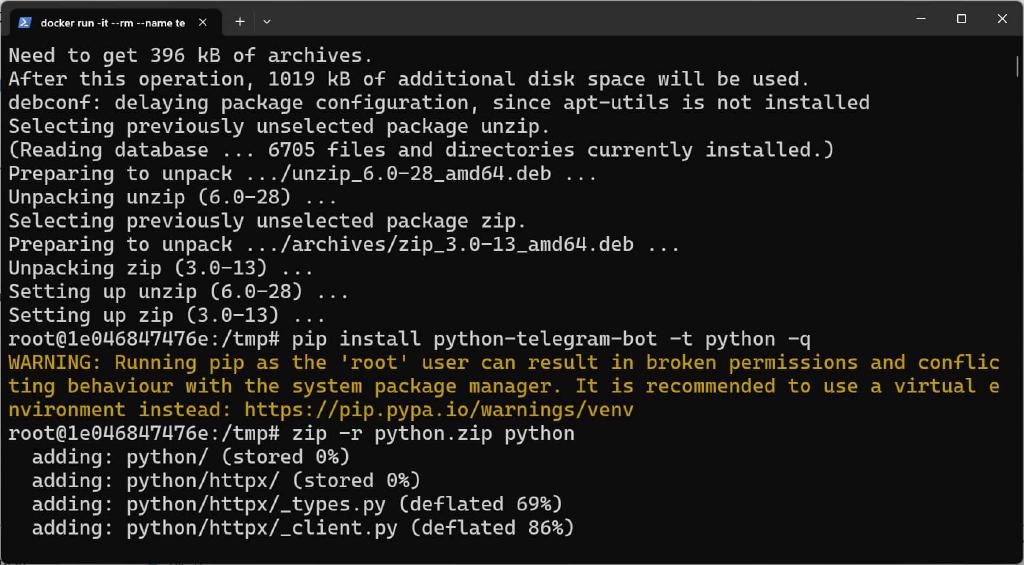 docker run -it --rm --name te
Need to get 396 kB of archives.
After this operation, 1019 kB of additional disk space will be used.
debconf: delaying package configuration, since apt-utils is not installed
Selecting previously unselected package unzip.
(Reading database ... 6705 files and directories currently installed.)
Preparing to unpack .../unzip_6.0-28_amd64.deb ...
Unpacking unzip (6.0-28) ...
Selecting previously unselected package zip.
Preparing to unpack .../archives/zip_3.0-13_amd64.deb ...
Unpacking zip (3.0-13) ...
Setting up unzip (6.0-28) ...
Setting up zip (3.0-13) ...
root@1e046847476e:/tmp# pip install python-telegram-bot -t python -q
WARNING: Running pip as the 'root' user can result in broken permissions and conflic
ting behaviour with the system package manager. It is recommended to use a virtual e
nvironment instead: https://pip.pypa.io/warnings/venv
root@1e046847476e:/tmp# zip -r python.zip python
  adding: python/ (stored 0%)
  adding: python/httpx/ (stored 0%)
  adding: python/httpx/_types.py (deflated 69%)
  adding: python/httpx/_client.py (deflated 86%)